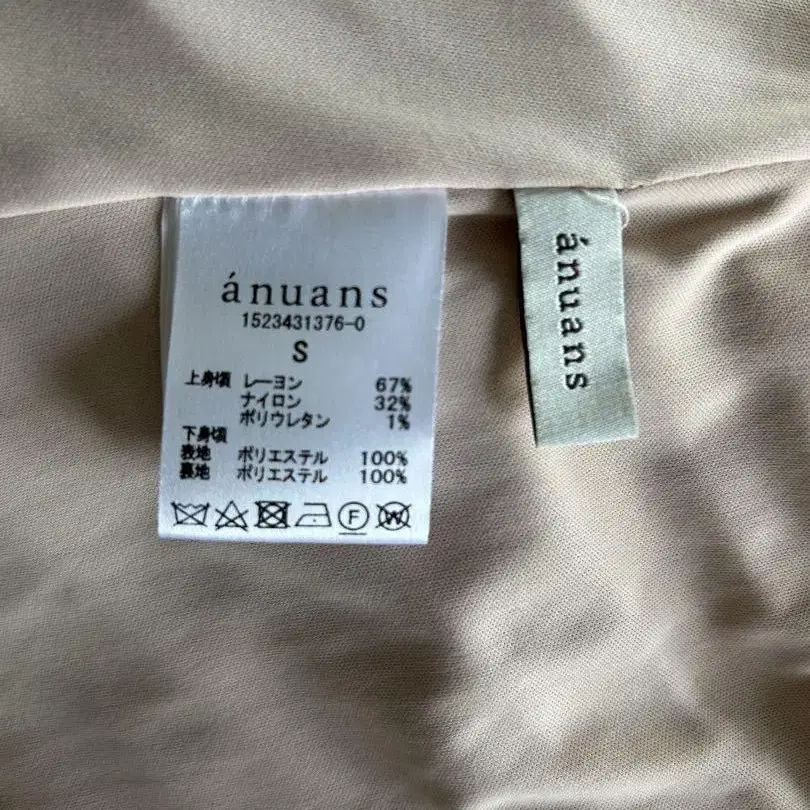 ánuans
1523431376-0
S
上身頃 レーヨン 67%
ナイロン 32%
ポリウレタン 1%
下身頃
表地 ポリエステル 100%
裏地 ポリエステル 100%
F W
ánuans